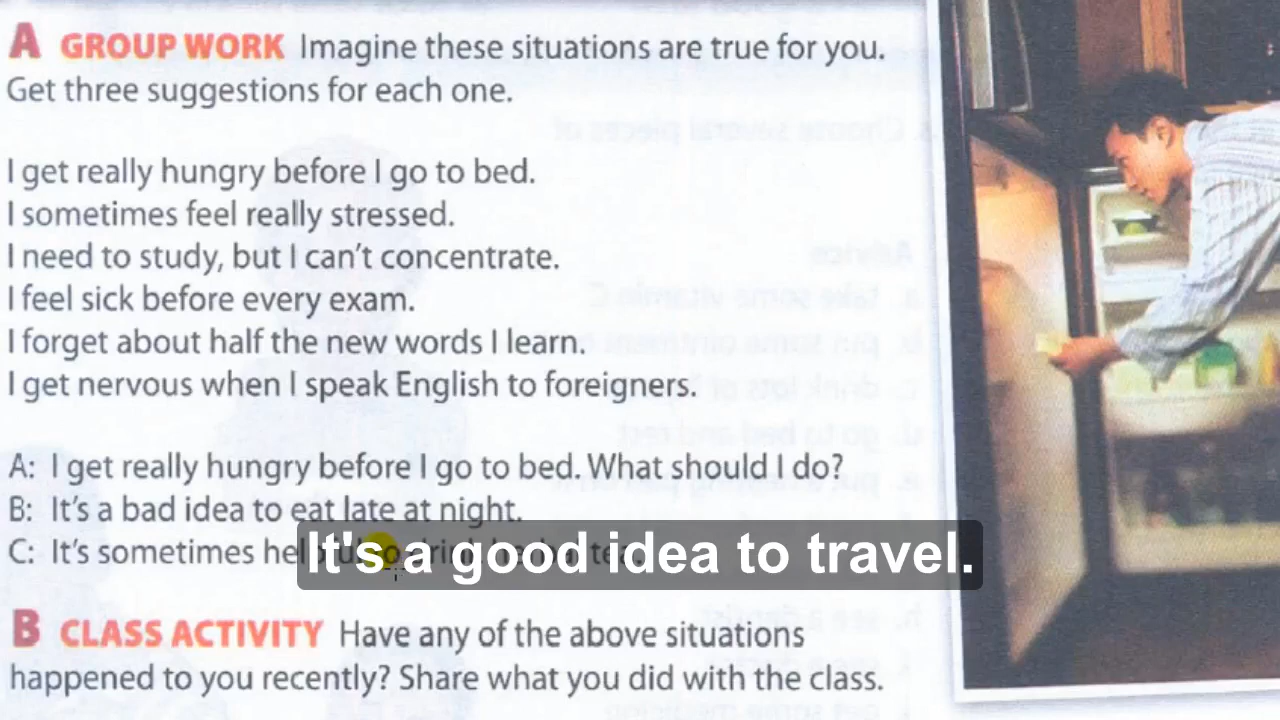 A GROUP WORK Imagine these situations are true for you.
Get three suggestions for each one.
I get really hungry before I go to bed.
I sometimes feel really stressed.
I need to study, but I can't concentrate.
I feel sick before every exam.
I forget about half the new words I learn.
I get nervous when I speak English to foreigners.
A: I get really hungry before I go to bed. What should I do?
B: It's a bad idea to eat late at night.
C: It's sometimes
It's a good idea to travel.
B CLASS ACTIVITY Have any of the above situations
happened to you recently? Share what you did with the class.